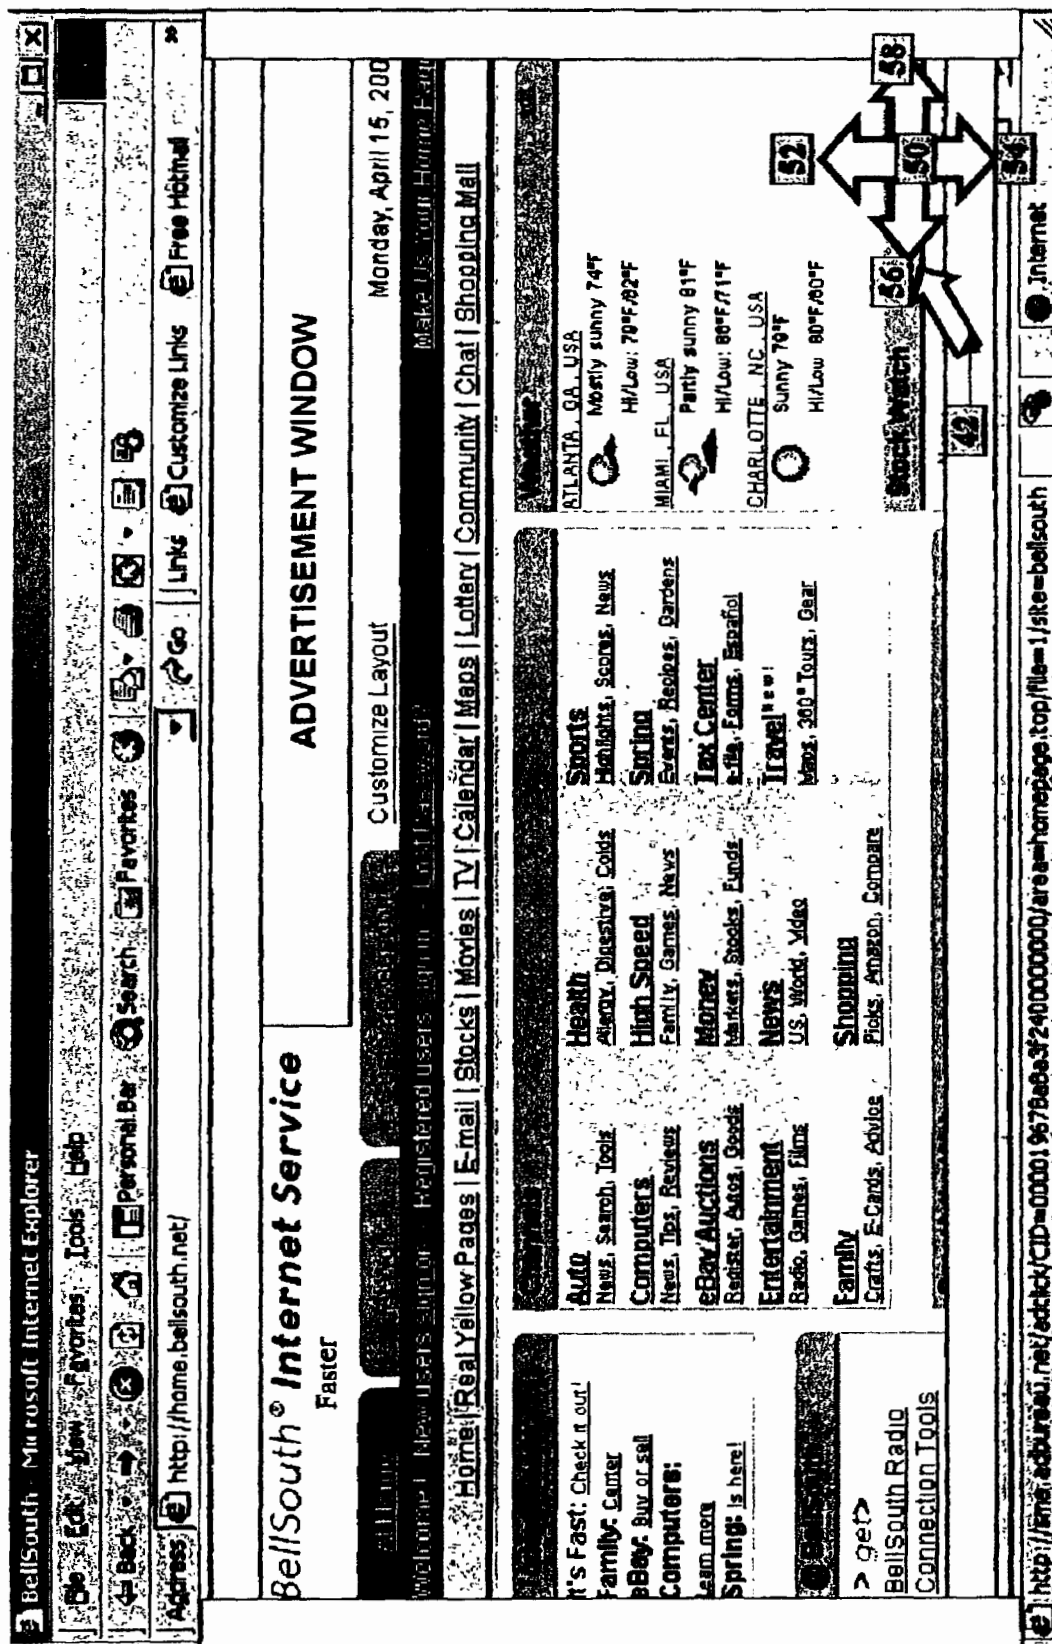 BellSouth - Microsoft Internet Explorer
File Edit View Favorites Tools Help
Back Personal Bar Search Favorites
Address http://home.bellsouth.net/ Go Links Customize Links Free Hotmail »
BellSouth® Internet Service
Faster
ADVERTISEMENT WINDOW
Customize Layout
Monday, April 15, 200
Make Us Your Home Page
Home | Real Yellow Pages | E-mail | Stocks | Movies | TV | Calendar | Maps | Lottery | Community | Chat | Shopping Mall
It's Fast: Check it out!
Family: Center
eBay: Buy or sell
Computers:
Learn more
Spring: Is here!
> get>
BellSouth Radio
Connection Tools
Auto
News, Search, Tools
Computers
News, Tips, Reviews
eBay Auctions
Register, Autos, Goods
Entertainment
Radio, Games, Films
Family
Crafts, E-Cards, Advice
Health
Allergy, Digestive, Colds
High Speed
Family, Games, News
Money
Markets, Stocks, Funds
News
US, World, Video
Shopping
Picks, Amazon, Compare
Sports
Highlights, Scores, News
Spring
Events, Recipes, Gardens
Tax Center
e-file, Forms, Español
Travel new!
Maps, 360° Tours, Gear
Weather
ATLANTA, GA, USA
Mostly sunny 74°F
Hi/Low: 79°F/62°F
MIAMI, FL, USA
Partly sunny 81°F
Hi/Low: 86°F/71°F
CHARLOTTE, NC, USA
Sunny 79°F
Hi/Low 80°F/60°F
Stock Watch
52
56
50
58
54
42
Internet